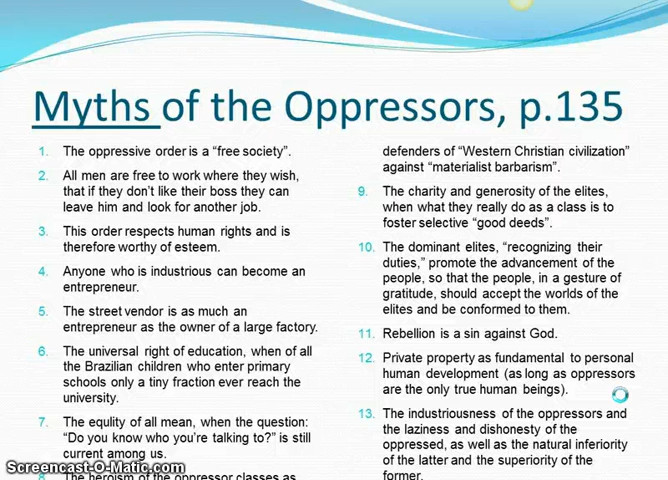 Myths of the Oppressors, p.135
1. The oppressive order is a “free society”.
2. All men are free to work where they wish,
that if they don’t like their boss they can
leave him and look for another job.
3. This order respects human rights and is
therefore worthy of esteem.
4. Anyone who is industrious can become an
entrepreneur.
5. The street vendor is as much an
entrepreneur as the owner of a large factory.
6. The universal right of education, when of all
the Brazilian children who enter primary
schools only a tiny fraction ever reach the
university.
7. The equlity of all mean, when the question:
“Do you know who you’re talking to?” is still
current among us.
8. The heroism of the oppressor classes as
defenders of “Western Christian civilization”
against “materialist barbarism”.
9. The charity and generosity of the elites,
when what they really do as a class is to
foster selective “good deeds”.
10. The dominant elites, “recognizing their
duties,” promote the advancement of the
people, so that the people, in a gesture of
gratitude, should accept the worlds of the
elites and be conformed to them.
11. Rebellion is a sin against God.
12. Private property as fundamental to personal
human development (as long as oppressors
are the only true human beings).
13. The industriousness of the oppressors and
the laziness and dishonesty of the
oppressed, as well as the natural inferiority
of the latter and the superiority of the
former.
Screencast-O-Matic.com